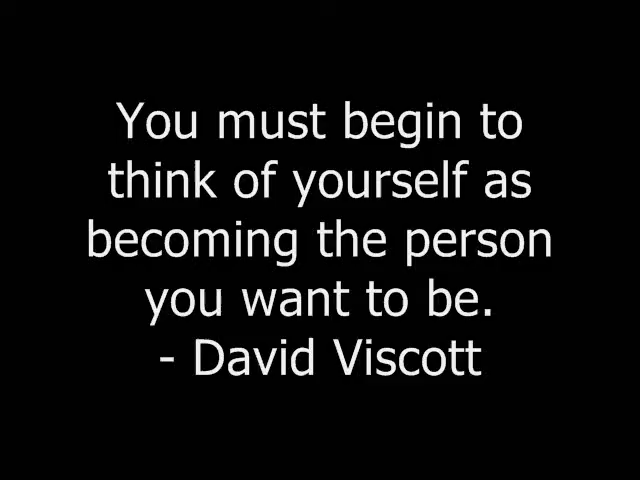 You must begin to
think of yourself as
becoming the person
you want to be.
- David Viscott